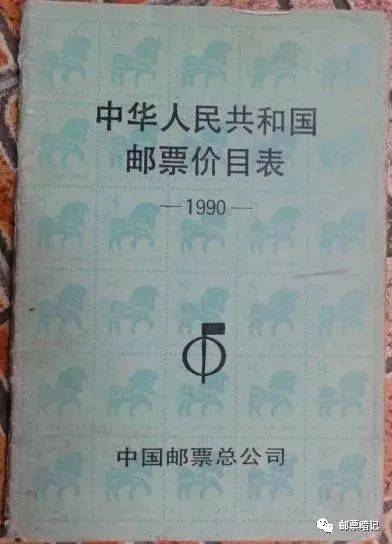 中华人民共和国
邮票价目表
—1990—
中国邮票总公司
邮票暗记